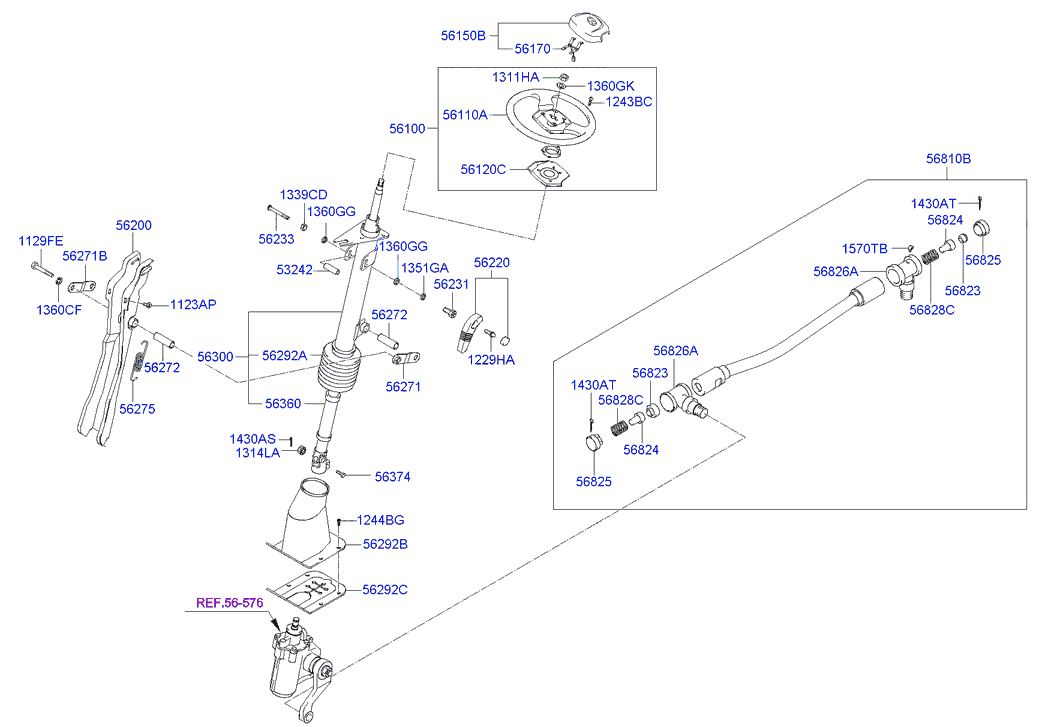 56150B
56170
1311HA
1360GK
1243BC
56110A
56100
56120C
56810B
1339CD
1360GG
56233
1430AT
56824
56200
1129FE
56271B
1360GG
1570TB
56825
53242
1351GA
56220
56826A
56823
56231
1360CF
1123AP
56828C
56272
56300
56292A
56826A
56272
1229HA
56823
56271
1430AT
56828C
56275
56360
1430AS
56824
1314LA
56374
56825
1244BG
56292B
56292C
REF.56-576